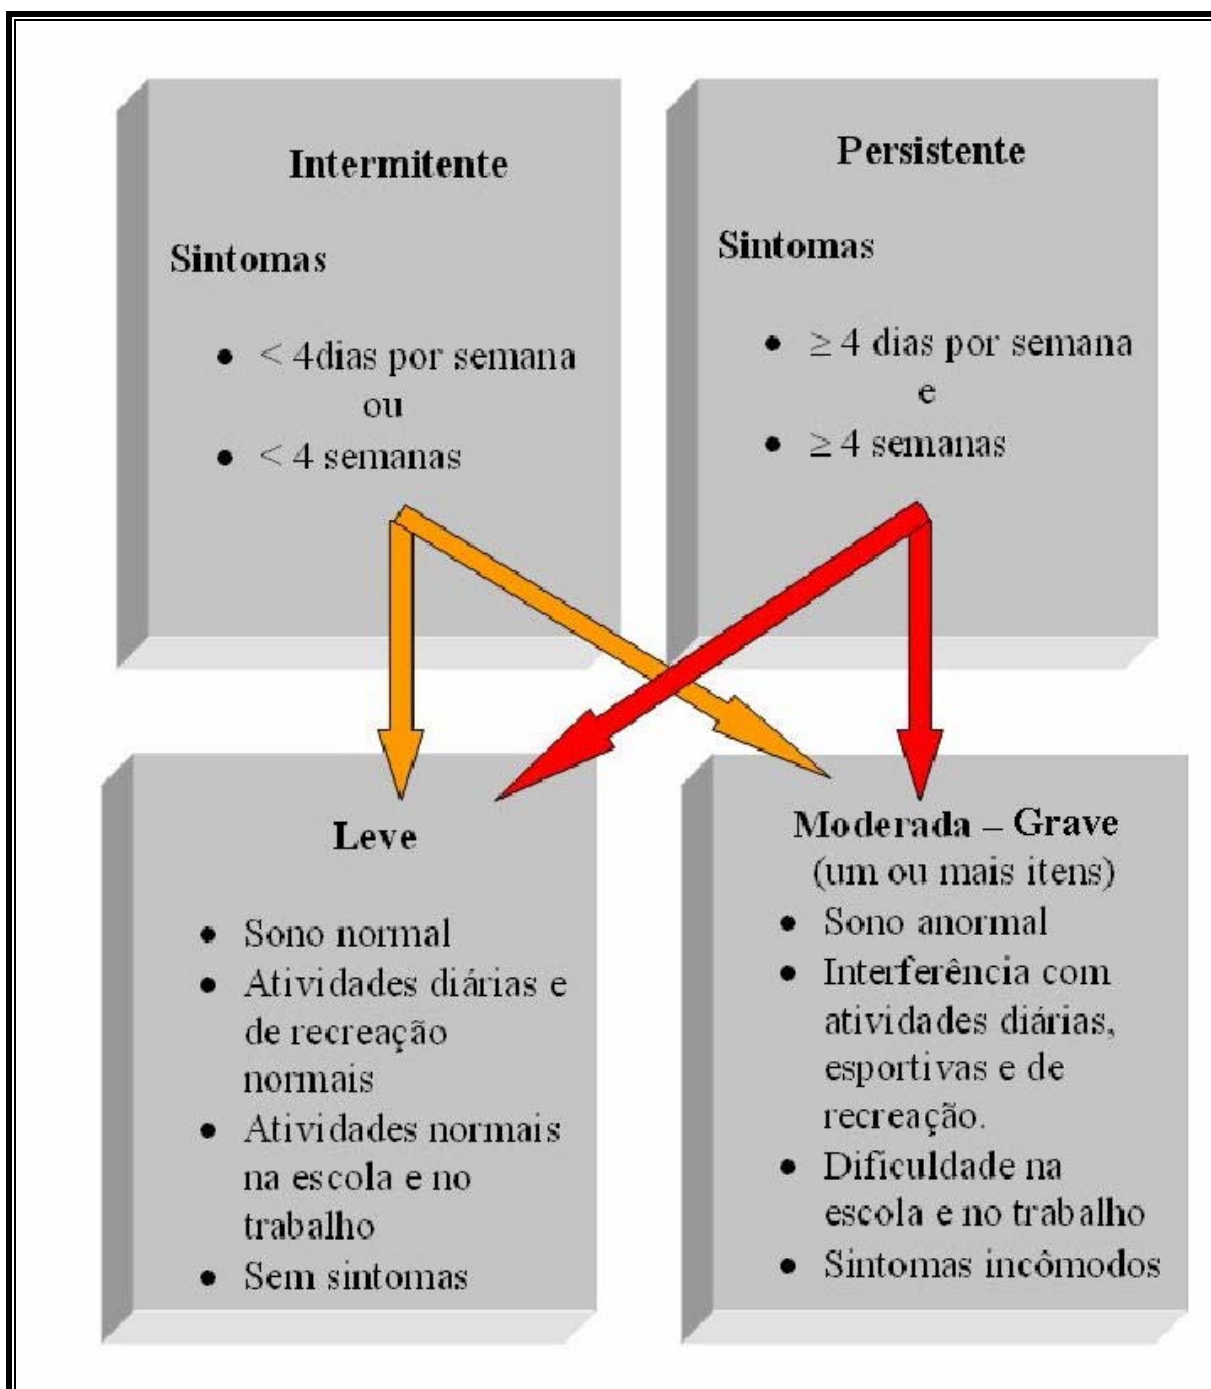 Intermitente
Sintomas
• < 4dias por semana
ou
• < 4 semanas
Persistente
Sintomas
• ≥ 4 dias por semana
e
• ≥ 4 semanas
Leve
• Sono normal
• Atividades diárias e
de recreação
normais
• Atividades normais
na escola e no
trabalho
• Sem sintomas
Moderada – Grave
(um ou mais itens)
• Sono anormal
• Interferência com
atividades diárias,
esportivas e de
recreação.
• Dificuldade na
escola e no trabalho
• Sintomas incômodos